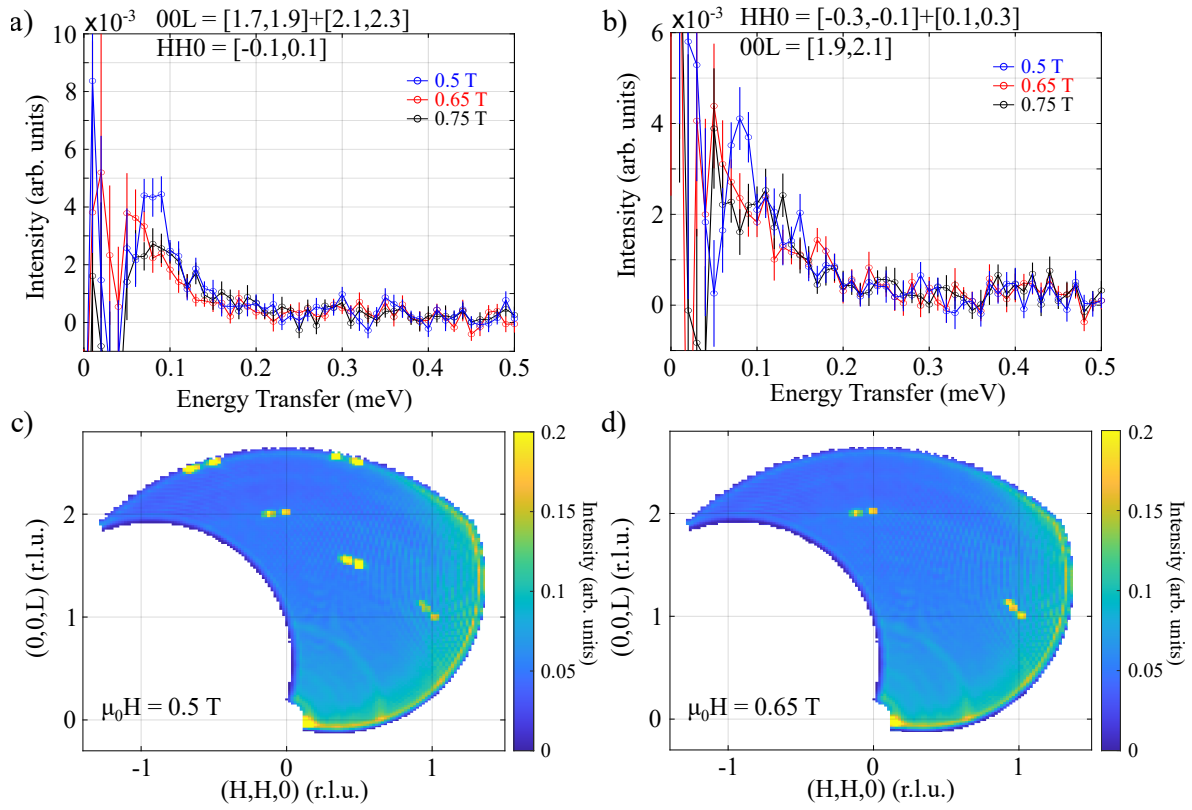 a)
×10⁻³
00L = [1.7,1.9]+[2.1,2.3]
HH0 = [-0.1,0.1]
10
8
6
4
2
0
0.5 T
0.65 T
0.75 T
Intensity (arb. units)
0 0.1 0.2 0.3 0.4 0.5
Energy Transfer (meV)
b)
×10⁻³
HH0 = [-0.3,-0.1]+[0.1,0.3]
00L = [1.9,2.1]
6
4
2
0
0.5 T
0.65 T
0.75 T
Intensity (arb. units)
0 0.1 0.2 0.3 0.4 0.5
Energy Transfer (meV)
c)
2
1
0
(0,0,L) (r.l.u.)
μ₀H = 0.5 T
-1 0 1
(H,H,0) (r.l.u.)
0.2
0.15
0.1
0.05
0
Intensity (arb. units)
d)
2
1
0
(0,0,L) (r.l.u.)
μ₀H = 0.65 T
-1 0 1
(H,H,0) (r.l.u.)
0.2
0.15
0.1
0.05
0
Intensity (arb. units)